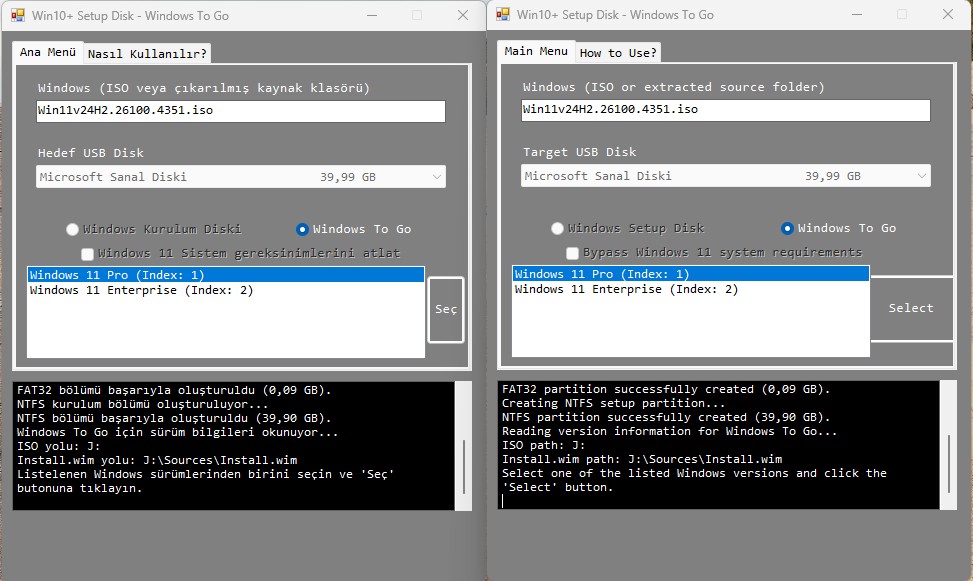 Win10+ Setup Disk - Windows To Go
Ana Menü
Nasıl Kullanılır?
Windows (ISO veya çıkarılmış kaynak klasörü)
Win11v24H2.26100.4351.iso
Hedef USB Disk
Microsoft Sanal Diski 39,99 GB
Windows Kurulum Diski
Windows To Go
Windows 11 Sistem gereksinimlerini atlat
Windows 11 Pro (Index: 1)
Windows 11 Enterprise (Index: 2)
Seç
FAT32 bölümü başarıyla oluşturuldu (0,09 GB).
NTFS kurulum bölümü oluşturuluyor...
NTFS bölümü başarıyla oluşturuldu (39,90 GB).
Windows To Go için sürüm bilgileri okunuyor...
ISO yolu: J:
Install.wim yolu: J:\Sources\Install.wim
Listelenen Windows sürümlerinden birini seçin ve 'Seç'
butonuna tıklayın.
Win10+ Setup Disk - Windows To Go
Main Menu
How to Use?
Windows (ISO or extracted source folder)
Win11v24H2.26100.4351.iso
Target USB Disk
Microsoft Sanal Diski 39,99 GB
Windows Setup Disk
Windows To Go
Bypass Windows 11 system requirements
Windows 11 Pro (Index: 1)
Windows 11 Enterprise (Index: 2)
Select
FAT32 partition successfully created (0,09 GB).
Creating NTFS setup partition...
NTFS partition successfully created (39,90 GB).
Reading version information for Windows To Go...
ISO path: J:
Install.wim path: J:\Sources\Install.wim
Select one of the listed Windows versions and click the
'Select' button.